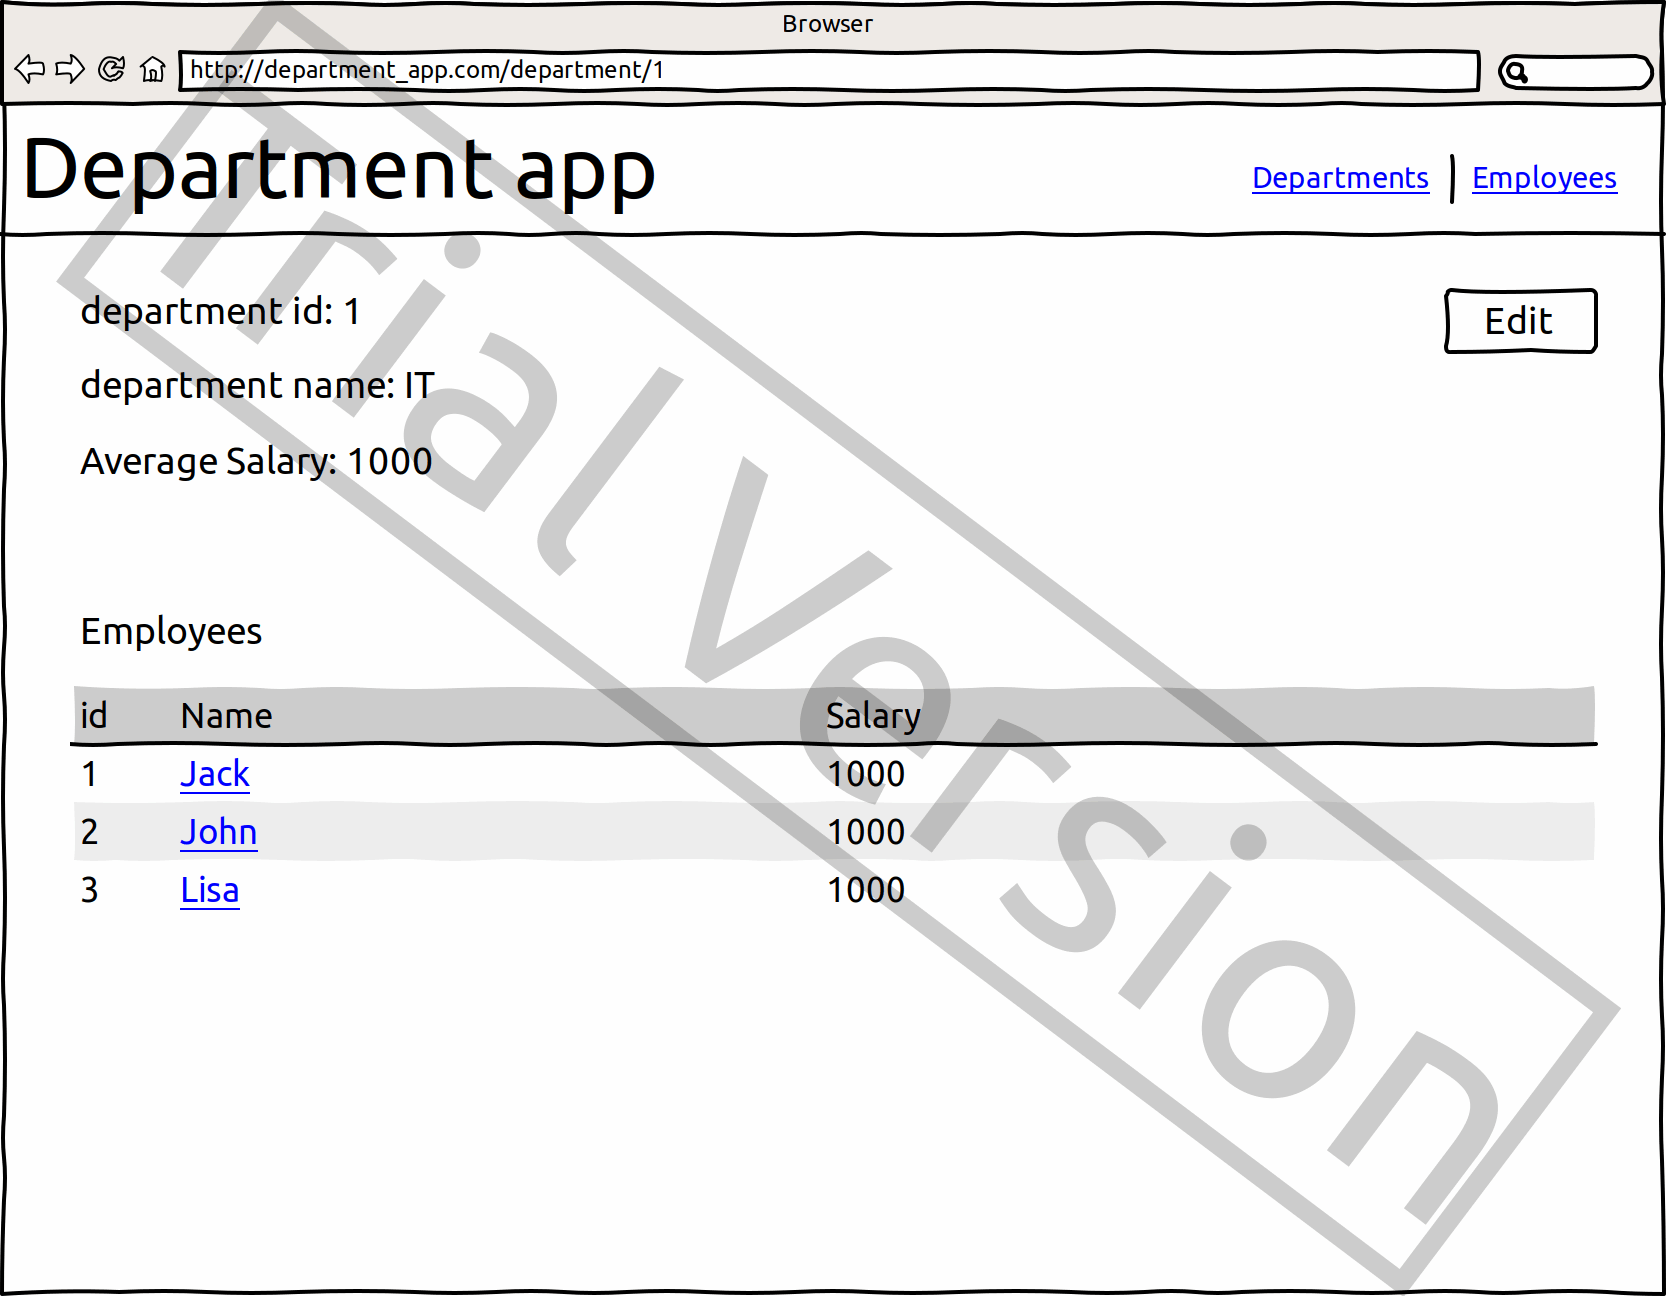 Browser
http://department_app.com/department/1
Department app
Departments
Employees
department id: 1
Edit
department name: IT
Average Salary: 1000
Employees
id Name Salary
1 Jack 1000
2 John 1000
3 Lisa 1000
Trial Version